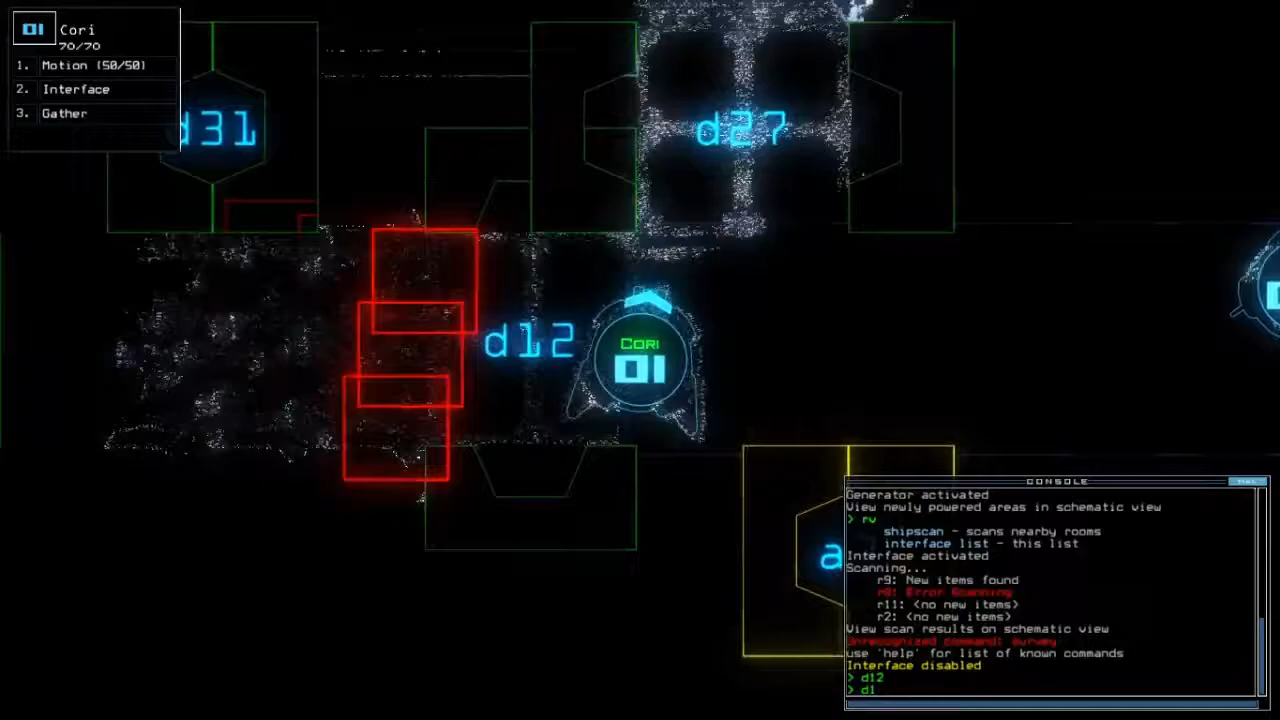 01 Cori
70/70
1. Motion (50/50)
2. Interface
3. Gather
d31
d27
d12
CORI
01
a
CONSOLE
Generator activated
View newly powered areas in schematic view
> rv
shipscan - scans nearby rooms
interface list - this list
Interface activated
Scanning...
r9: New items found
r8: Error Scanning
r11: <no new items>
r2: <no new items>
View scan results on schematic view
Unrecognized command: survey
use 'help' for list of known commands
Interface disabled
> d12
> d1